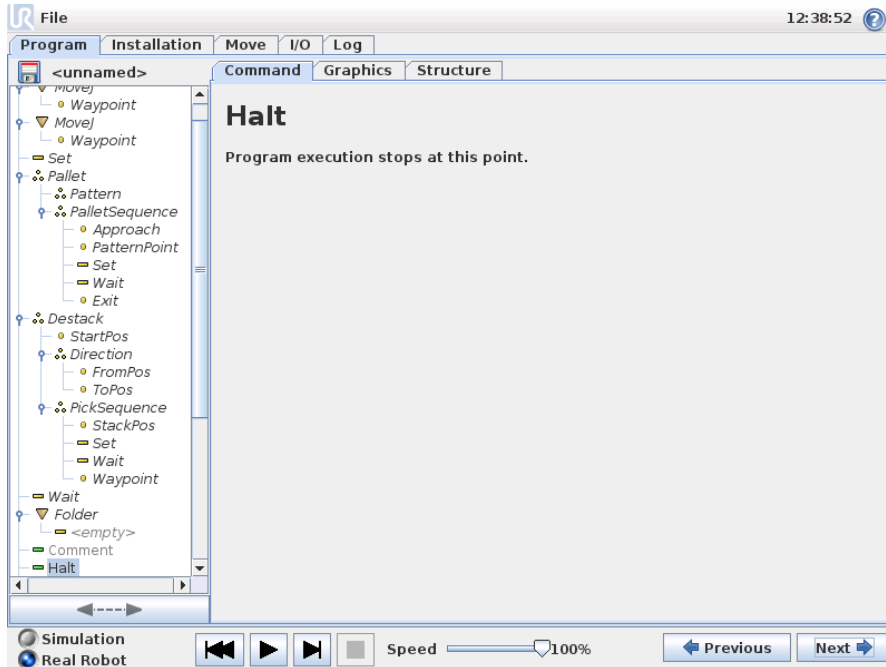 UR File 12:38:52 ?
Program Installation Move I/O Log
<unnamed>
Command Graphics Structure
MoveJ
Waypoint
MoveJ
Waypoint
Set
Pallet
Pattern
PalletSequence
Approach
PatternPoint
Set
Wait
Exit
Destack
StartPos
Direction
FromPos
ToPos
PickSequence
StackPos
Set
Wait
Waypoint
Wait
Folder
<empty>
Comment
Halt
Halt
Program execution stops at this point.
Simulation
Real Robot
Speed 100%
Previous Next